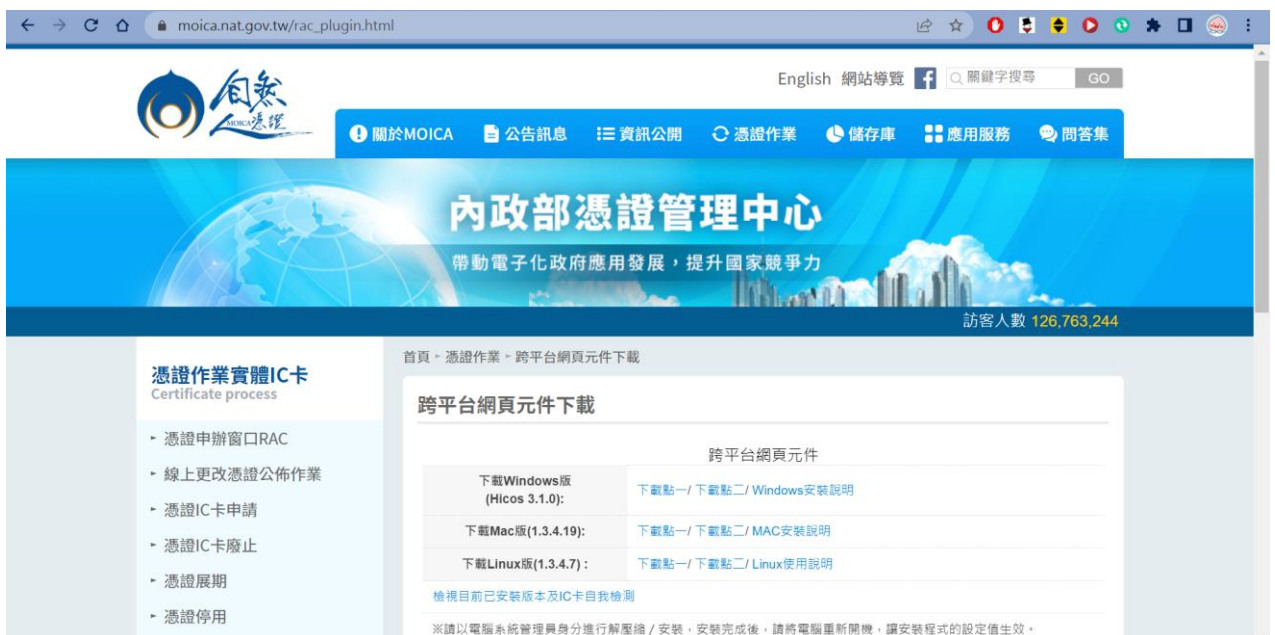 moica.nat.gov.tw/rac_plugin.html
自然
人憑證
MOICA
English 網站導覽 f 關鍵字搜尋 GO
關於MOICA 公告訊息 資訊公開 憑證作業 儲存庫 應用服務 問答集
內政部憑證管理中心
帶動電子化政府應用發展，提升國家競爭力
訪客人數 126,763,244
憑證作業實體IC卡
Certificate process
憑證申辦窗口RAC
線上更改憑證公佈作業
憑證IC卡申請
憑證IC卡廢止
憑證展期
憑證停用
首頁 ▸ 憑證作業 ▸ 跨平台網頁元件下載
跨平台網頁元件下載
跨平台網頁元件
下載Windows版
(Hicos 3.1.0):
下載點一/ 下載點二/ Windows安裝說明
下載Mac版(1.3.4.19):
下載點一/ 下載點二/ MAC安裝說明
下載Linux版(1.3.4.7) :
下載點一/ 下載點二/ Linux使用說明
檢視目前已安裝版本及IC卡自我檢測
※請以電腦系統管理員身分進行解壓縮 / 安裝，安裝完成後，請將電腦重新開機，讓安裝程式的設定值生效。